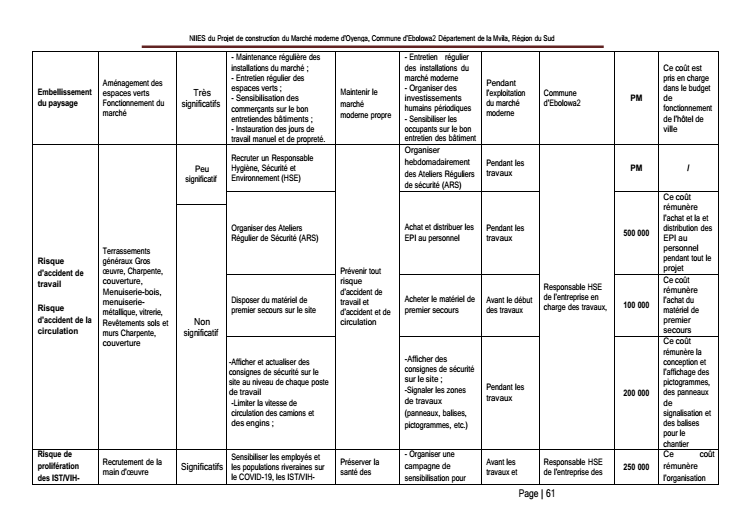 NIIES du Projet de construction du Marché moderne d'Oyenga, Commune d'Ebolowa2 Département de la Mvila, Région du Sud
Embellissement
du paysage
Aménagement des
espaces verts
Fonctionnement du
marché
Très
significatifs
- Maintenance régulière des
installations du marché ;
- Entretien régulier des
espaces verts ;
- Sensibilisation des
commerçants sur le bon
entretiendes bâtiments ;
- Instauration des jours de
travail manuel et de propreté.
Maintenir le
marché
moderne propre
- Entretien régulier
des installations du
marché moderne
- Organiser des
investissements
humains périodiques
- Sensibiliser les
occupants sur le bon
entretien des bâtiment
Pendant
l'exploitation
du marché
moderne
Commune
d'Ebolowa2
PM
Ce coût est
pris en charge
dans le budget
de
fonctionnement
de l'hôtel de
ville
Risque
d'accident de
travail
Risque
d'accident de la
circulation
Terrassements
généraux Gros
œuvre, Charpente,
couverture,
Menuiserie-bois,
menuiserie-
métallique, vitrerie,
Revêtements sols et
murs Charpente,
couverture
Peu
significatif
Recruter un Responsable
Hygiène, Sécurité et
Environnement (HSE)
Prévenir tout
risque
d'accident de
travail et
d'accident et de
circulation
Organiser
hebdomadairement
des Ateliers Réguliers
de sécurité (ARS)
Pendant les
travaux
Responsable HSE
de l'entreprise en
charge des travaux,
PM
/
Non
significatif
Organiser des Ateliers
Régulier de Sécurité (ARS)
Achat et distribuer les
EPI au personnel
Pendant les
travaux
500 000
Ce coût
rémunère
l'achat et la et
distribution des
EPI au
personnel
pendant tout le
projet
Disposer du matériel de
premier secours sur le site
Acheter le matériel de
premier secours
Avant le début
des travaux
100 000
Ce coût
rémunère
l'achat du
matériel de
premier
secours
-Afficher et actualiser des
consignes de sécurité sur le
site au niveau de chaque poste
de travail
-Limiter la vitesse de
circulation des camions et
des engins ;
-Afficher des
consignes de sécurité
sur le site ;
-Signaler les zones
de travaux
(panneaux, balises,
pictogrammes, etc.)
Pendant les
travaux
200 000
Ce coût
rémunère la
conception et
l'affichage des
pictogrammes,
des panneaux
de
signalisation et
des balises
pour le
chantier
Risque de
prolifération
des IST/VIH-
Recrutement de la
main d'œuvre
Significatifs
Sensibiliser les employés et
les populations riveraines sur
le COVID-19, les IST/VIH-
Préserver la
santé des
- Organiser une
campagne de
sensibilisation pour
Avant les
travaux et
Responsable HSE
de l'entreprise des
250 000
Ce coût
rémunère
l'organisation
Page | 61